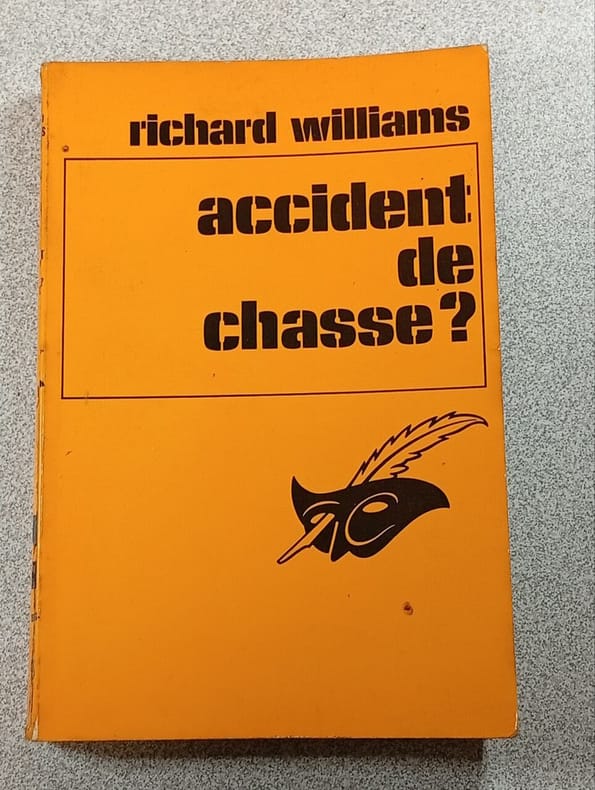 richard williams
accident
de
chasse?